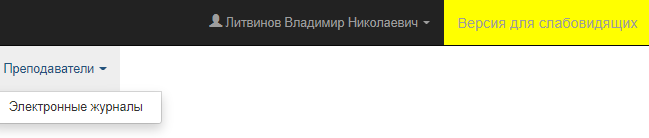 Литвинов Владимир Николаевич
Версия для слабовидящих
Преподаватели
Электронные журналы